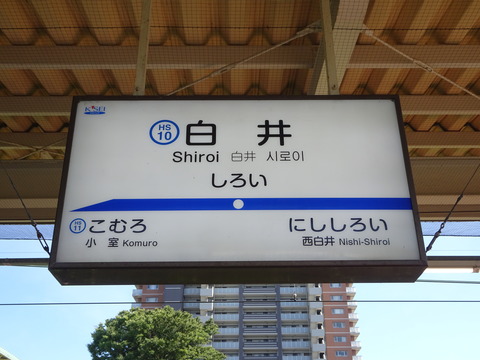 KSEI
HS
10
白井
Shiroi 白井 시로이
しろい
HS
11
こむろ
小室 Komuro
にししろい
西白井 Nishi-Shiroi